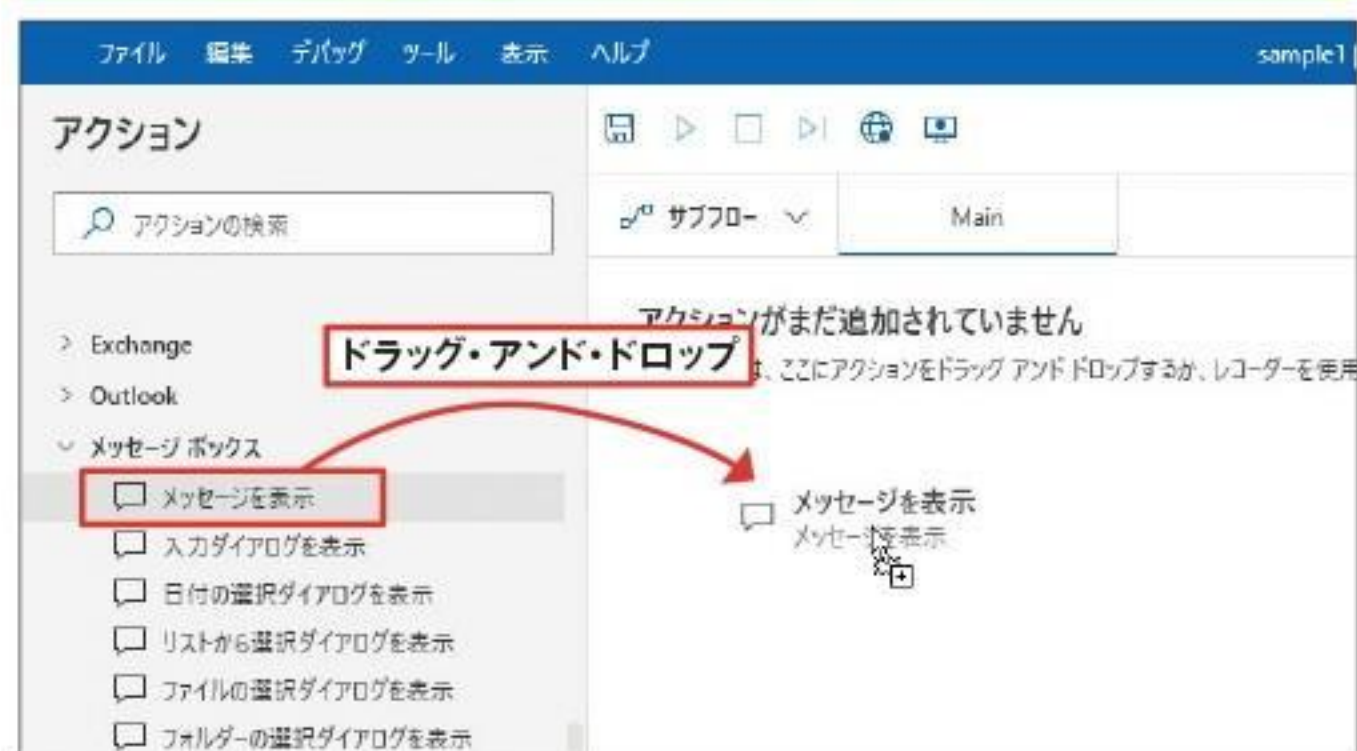 ファイル 編集 デバッグ ツール 表示 ヘルプ
sample1 |
アクション
アクションの検索
サブフロー
Main
Exchange
Outlook
メッセージ ボックス
メッセージを表示
入力ダイアログを表示
日付の選択ダイアログを表示
リストから選択ダイアログを表示
ファイルの選択ダイアログを表示
フォルダーの選択ダイアログを表示
アクションがまだ追加されていません
は、ここにアクションをドラッグ アンド ドロップするか、レコーダーを使用
ドラッグ・アンド・ドロップ
メッセージを表示
メッセージを表示